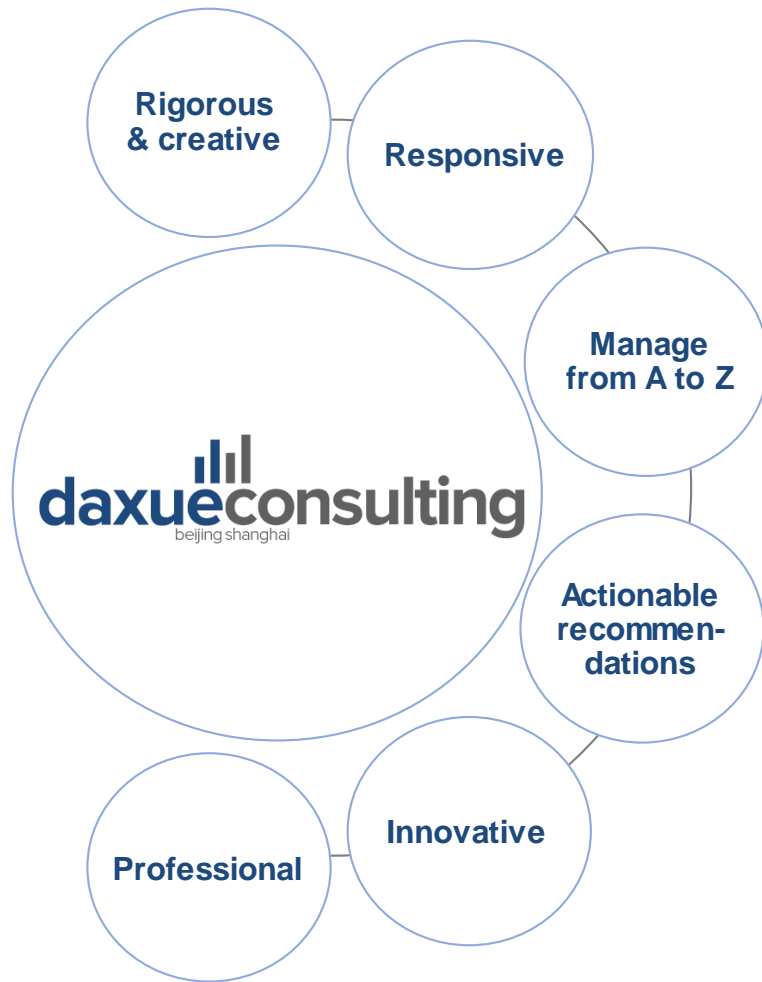 Rigorous
& creative
Responsive
Manage
from A to Z
daxueconsulting
beijing shanghai
Actionable
recommen-
dations
Innovative
Professional